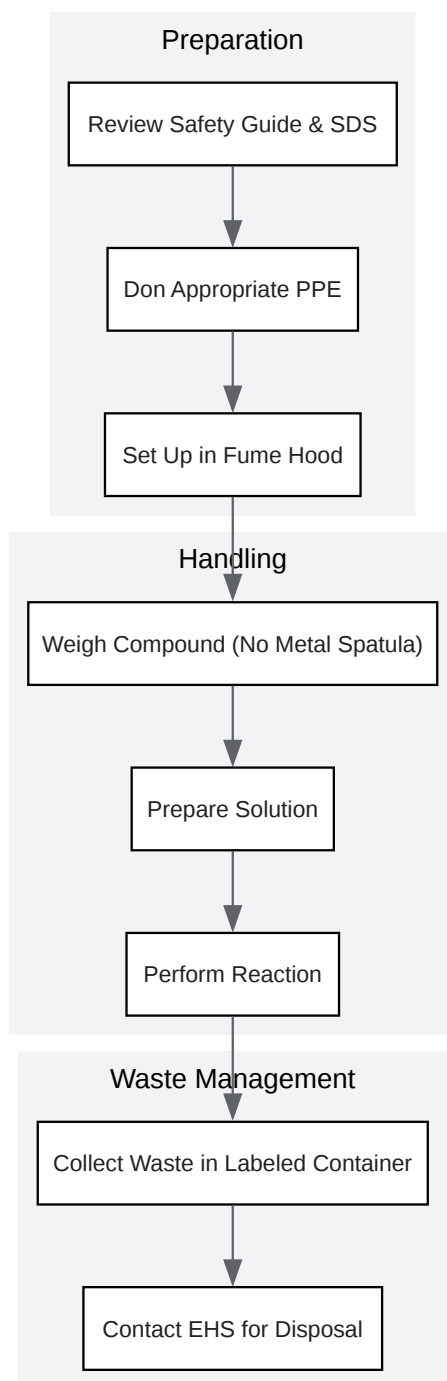 Preparation
Review Safety Guide & SDS
Don Appropriate PPE
Set Up in Fume Hood
Handling
Weigh Compound (No Metal Spatula)
Prepare Solution
Perform Reaction
Waste Management
Collect Waste in Labeled Container
Contact EHS for Disposal